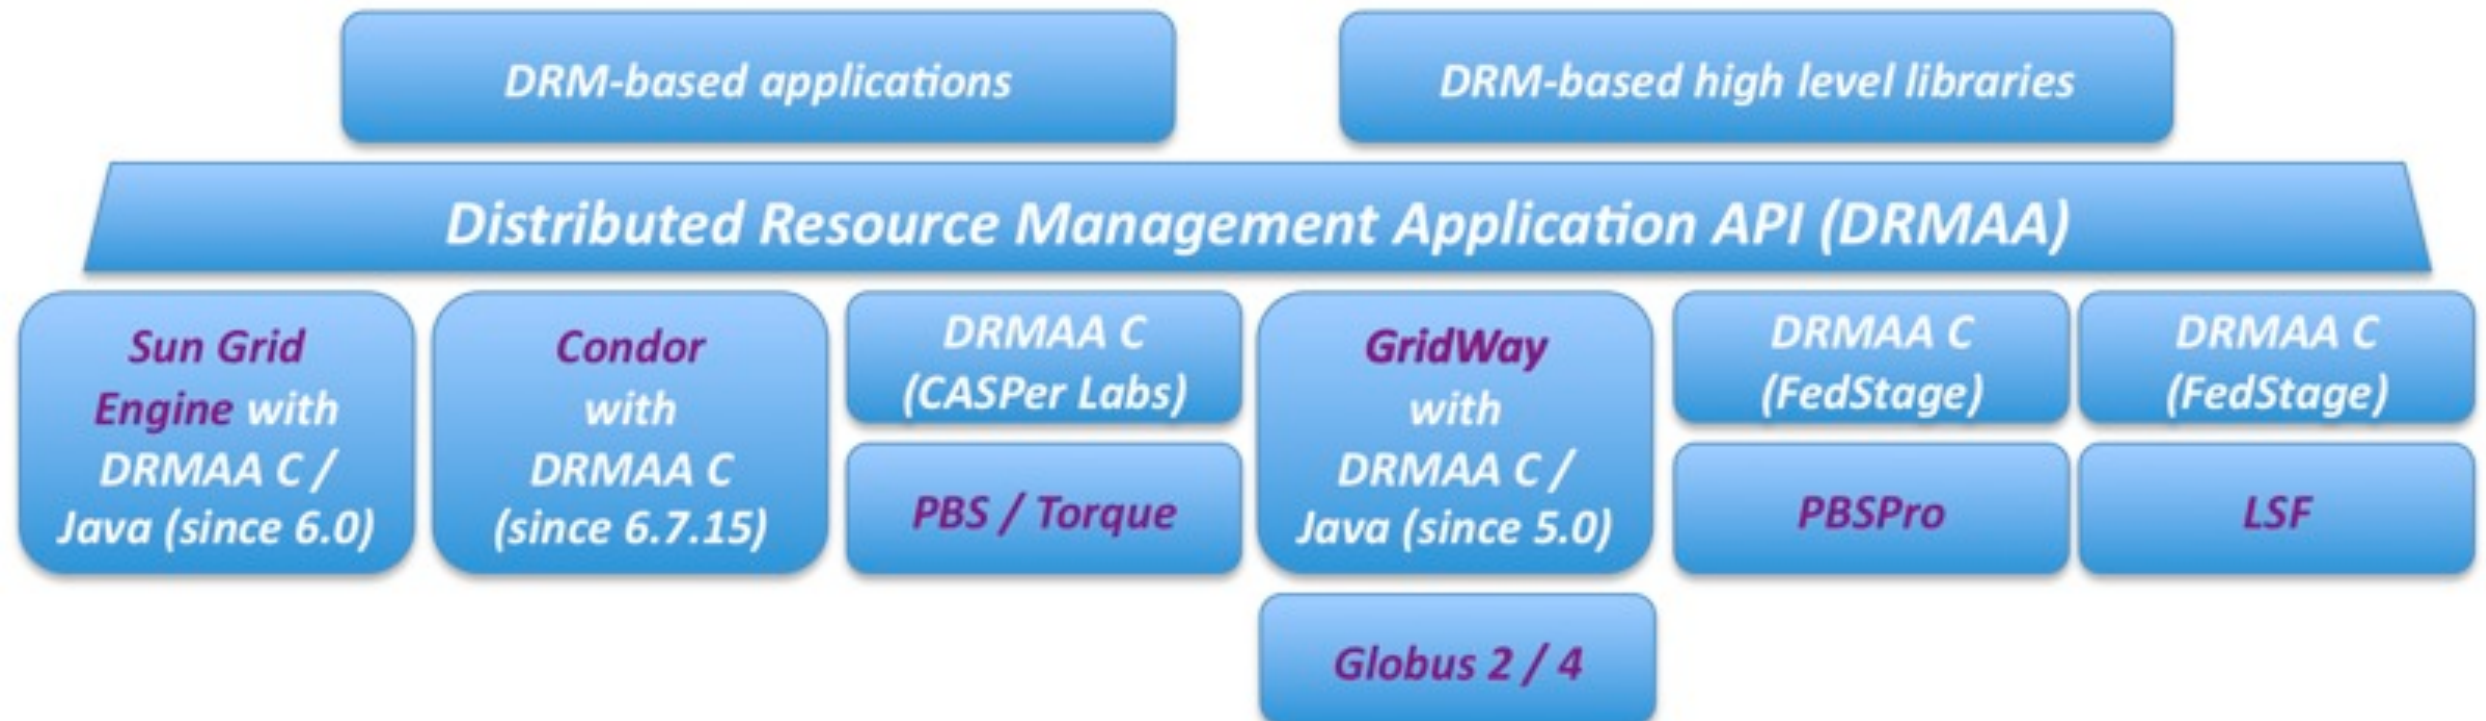 DRM-based applications
DRM-based high level libraries
Distributed Resource Management Application API (DRMAA)
Sun Grid
Engine with
DRMAA C /
Java (since 6.0)
Condor
with
DRMAA C
(since 6.7.15)
DRMAA C
(CASPer Labs)
PBS / Torque
GridWay
with
DRMAA C /
Java (since 5.0)
Globus 2 / 4
DRMAA C
(FedStage)
PBSPro
DRMAA C
(FedStage)
LSF